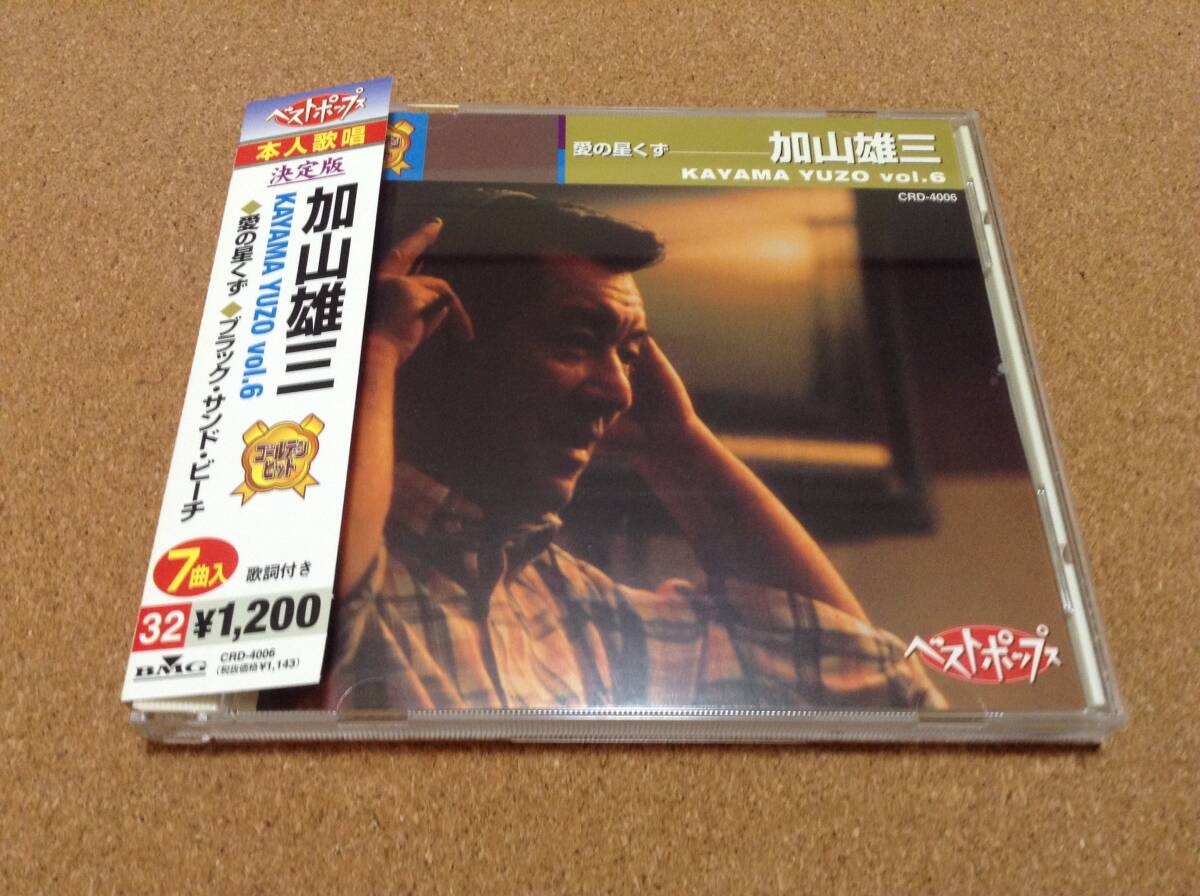 ベストポップス
本人歌唱
決定版
加山雄三
KAYAMA YUZO vol.6
◆愛の星くず◆ブラック・サンド・ビーチ
ゴールデン
ヒット
7曲入
歌詞付き
32
¥1,200
BMG
CRD-4006
(税抜価格¥1,143)
愛の星くず
加山雄三
KAYAMA YUZO vol.6
CRD-4006
ベストポップス